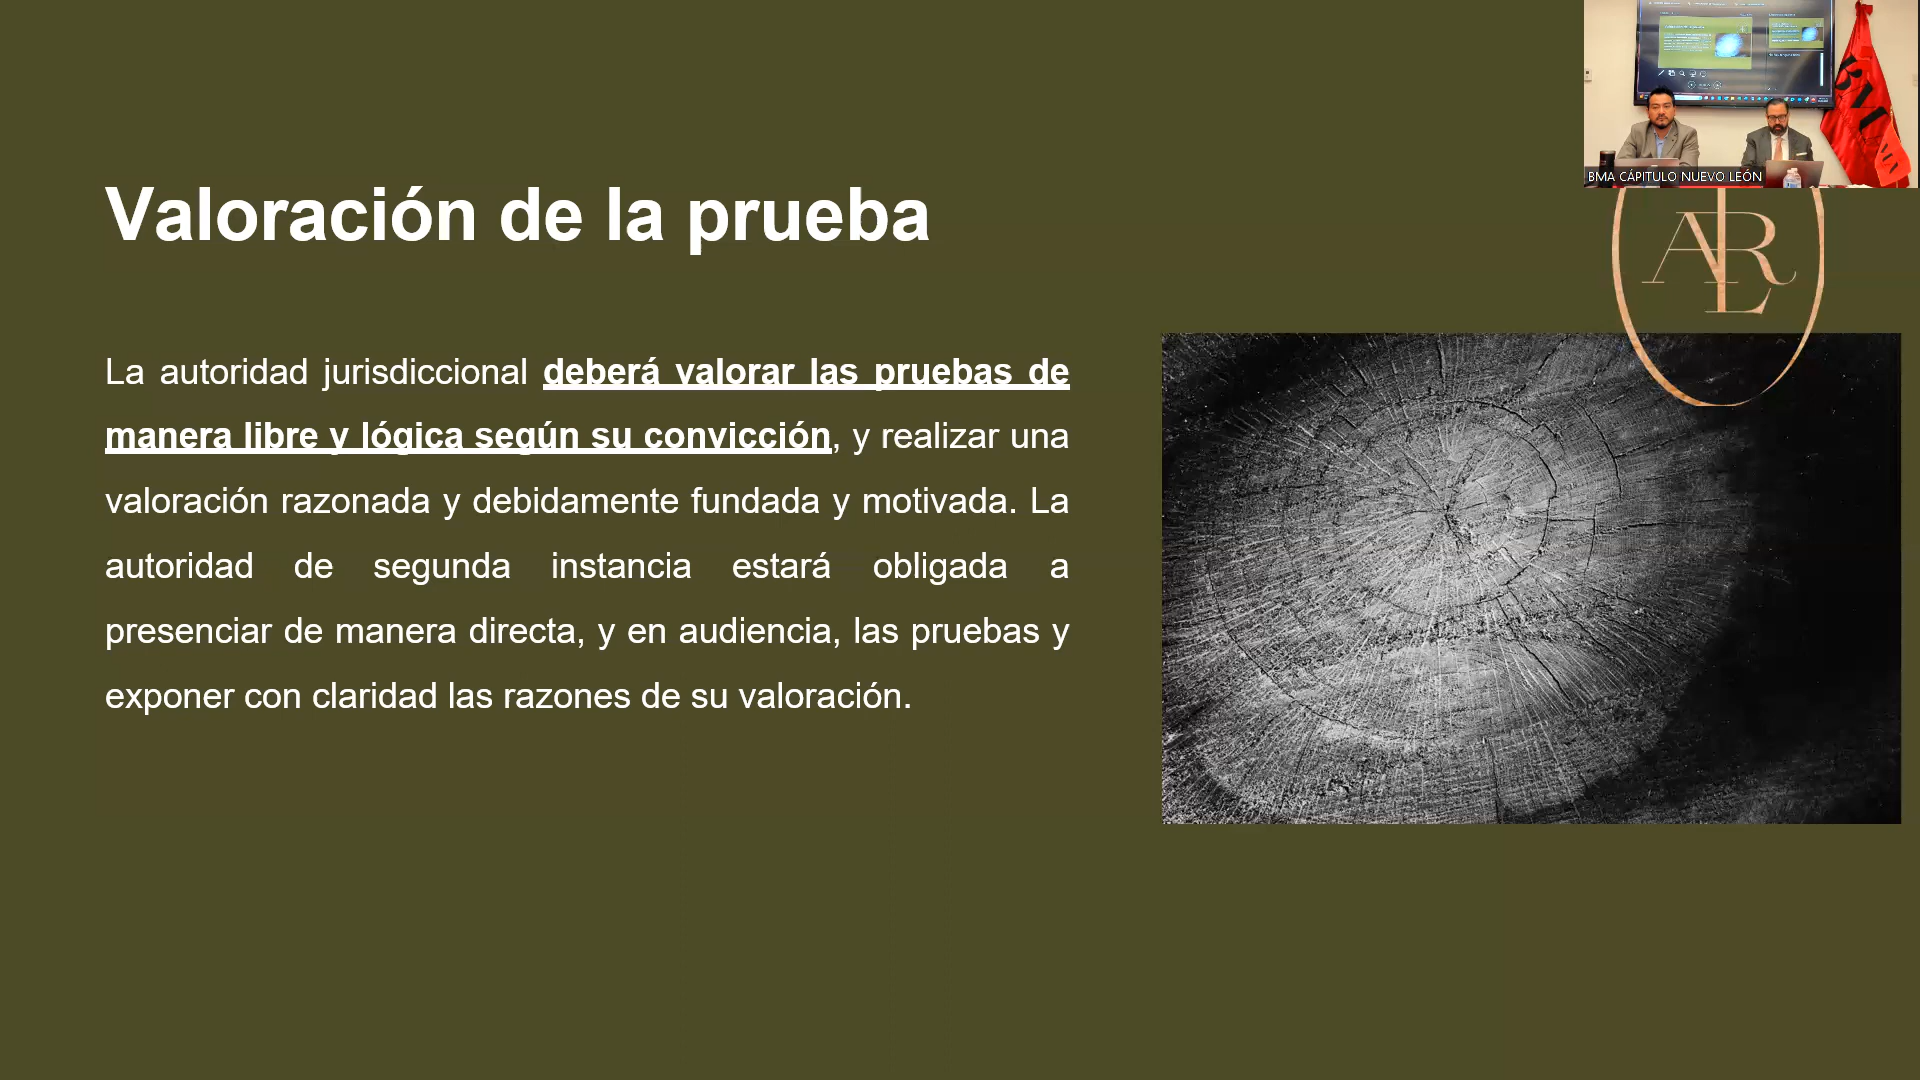 Valoración de la prueba
La autoridad jurisdiccional deberá valorar las pruebas de
manera libre y lógica según su convicción, y realizar una
valoración razonada y debidamente fundada y motivada. La
autoridad de segunda instancia estará obligada a
presenciar de manera directa, y en audiencia, las pruebas y
exponer con claridad las razones de su valoración.
BMA CÁPITULO NUEVO LEÓN
ARL